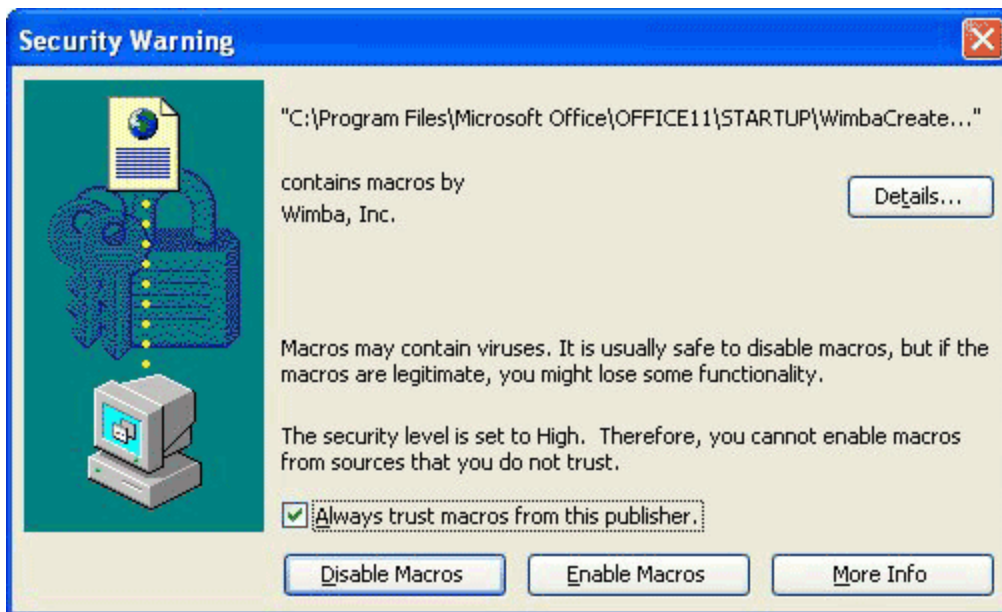 Security Warning
"C:\Program Files\Microsoft Office\OFFICE11\STARTUP\WimbaCreate..."
contains macros by
Wimba, Inc.
Details...
Macros may contain viruses. It is usually safe to disable macros, but if the
macros are legitimate, you might lose some functionality.
The security level is set to High.  Therefore, you cannot enable macros
from sources that you do not trust.
Always trust macros from this publisher.
Disable Macros
Enable Macros
More Info